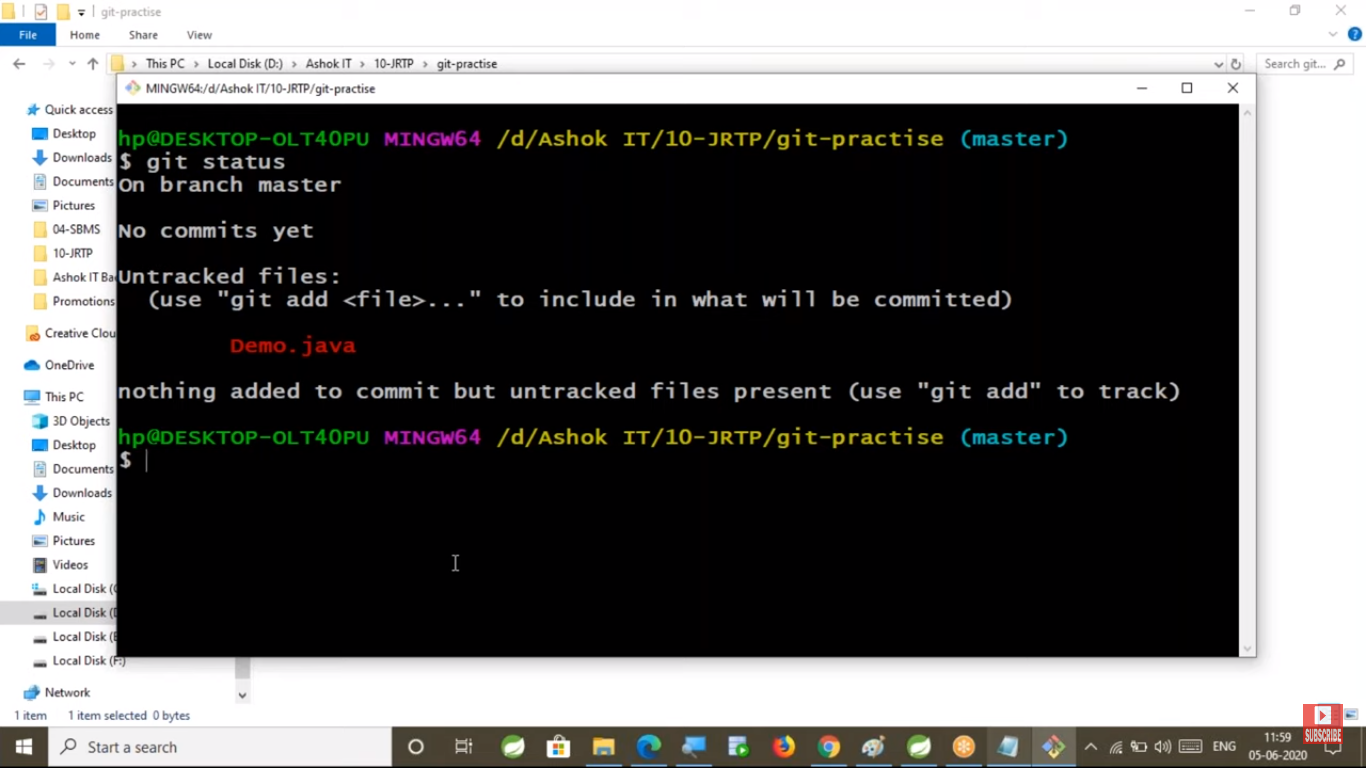 git-practise
File Home Share View
This PC Local Disk (D:) Ashok IT 10-JRTP git-practise Search git...
MINGW64:/d/Ashok IT/10-JRTP/git-practise
hp@DESKTOP-OLT40PU MINGW64 /d/Ashok IT/10-JRTP/git-practise (master)
$ git status
On branch master
No commits yet
Untracked files:
(use "git add <file>..." to include in what will be committed)
Demo.java
nothing added to commit but untracked files present (use "git add" to track)
hp@DESKTOP-OLT40PU MINGW64 /d/Ashok IT/10-JRTP/git-practise (master)
$
Quick access
Desktop
Downloads
Documents
Pictures
04-SBMS
10-JRTP
Ashok IT Ba
Promotions
Creative Clou
OneDrive
This PC
3D Objects
Desktop
Documents
Downloads
Music
Pictures
Videos
Local Disk (
Local Disk (
Local Disk (
Local Disk (F:)
Network
1 item 1 item selected 0 bytes
SUBSCRIBE
Start a search
ENG
11:59
05-06-2020